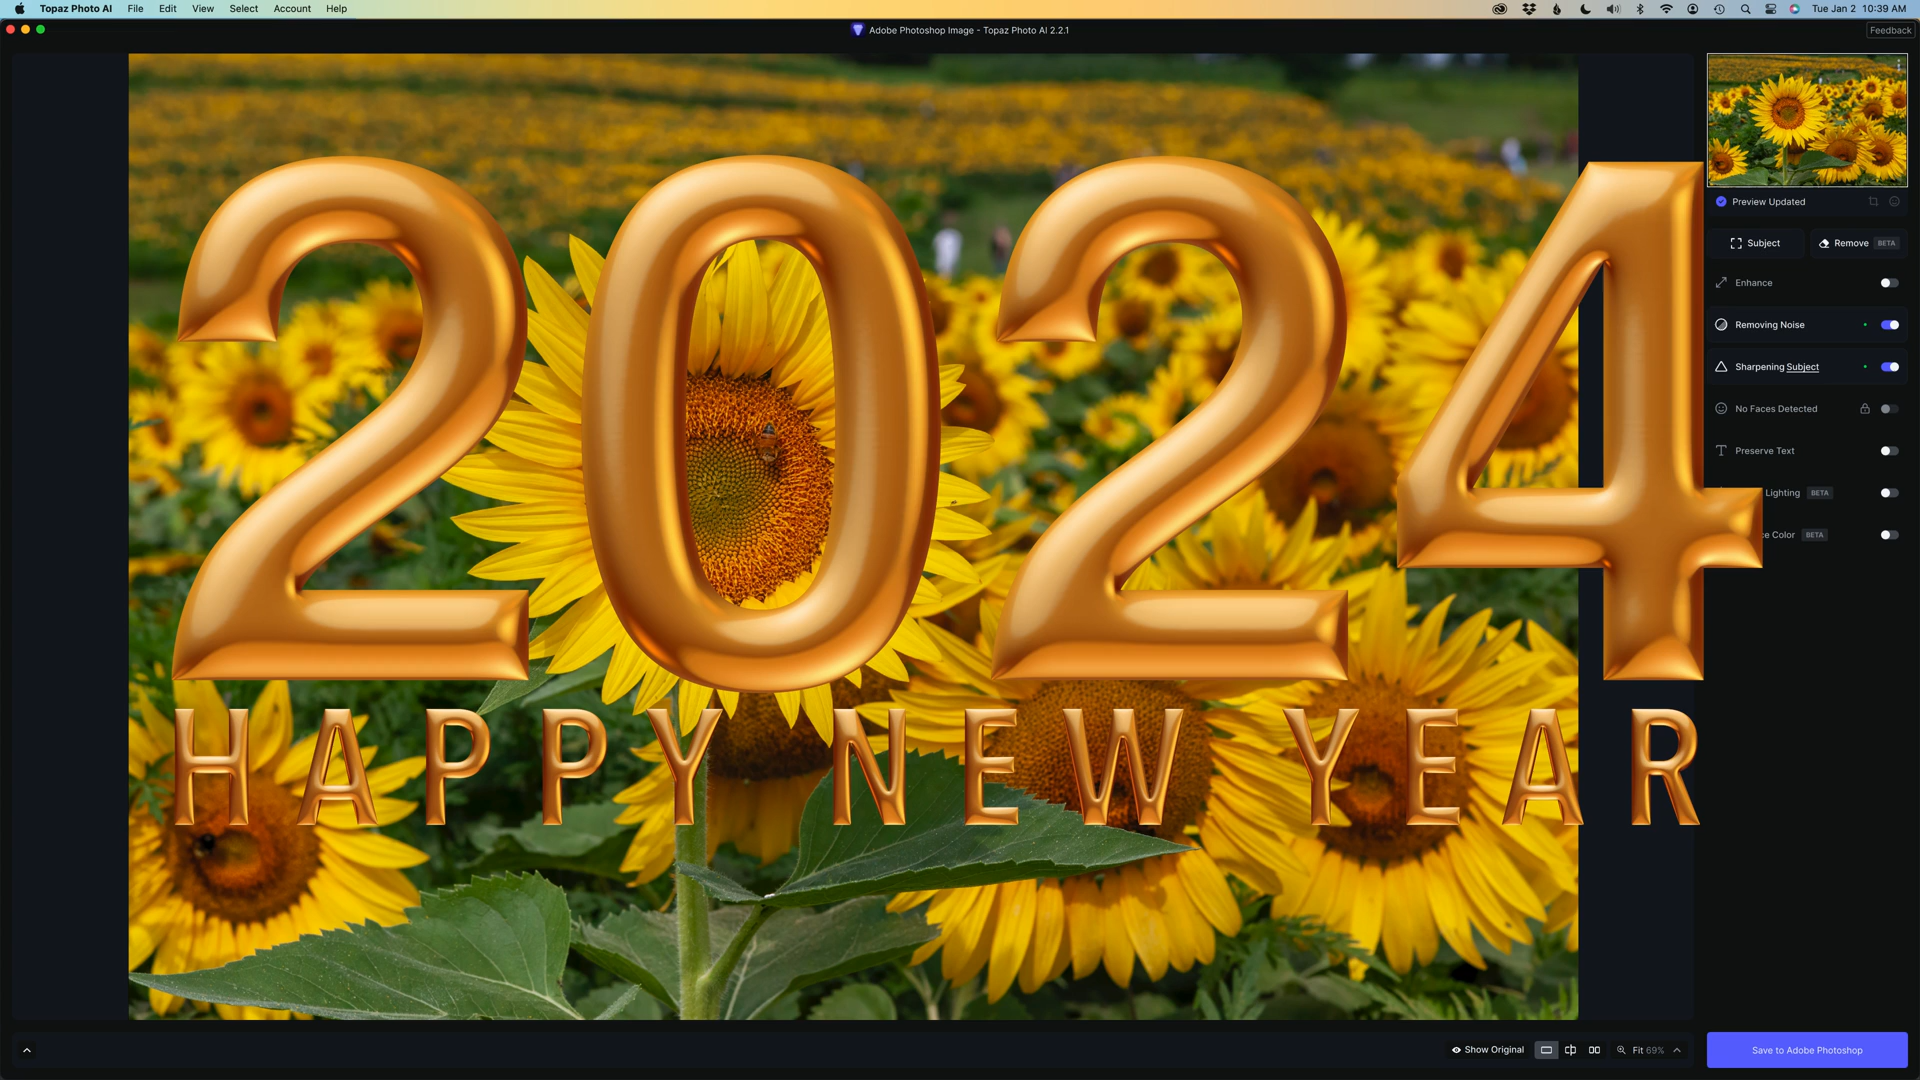 Topaz Photo AI File Edit View Select Account Help Tue Jan 2 10:39 AM
Adobe Photoshop Image - Topaz Photo AI 2.2.1 Feedback
Preview Updated
Subject Remove BETA
Enhance
Removing Noise
Sharpening Subject
No Faces Detected
Preserve Text
Lighting BETA
Color BETA
2024
HAPPY NEW YEAR
Show Original Fit 69% Save to Adobe Photoshop